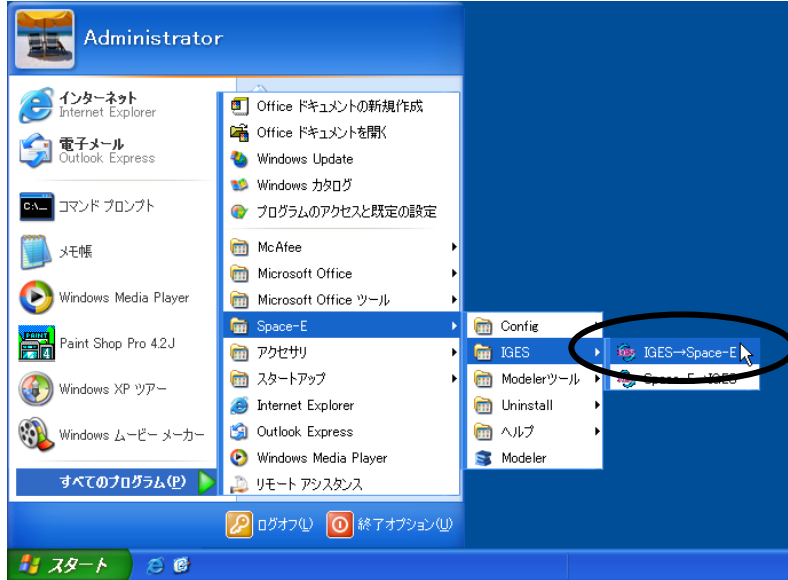 Administrator
インターネット
Internet Explorer
電子メール
Outlook Express
コマンド プロンプト
メモ帳
Windows Media Player
Paint Shop Pro 4.2J
Windows XP ツアー
Windows ムービー メーカー
すべてのプログラム(P)
Office ドキュメントの新規作成
Office ドキュメントを開く
Windows Update
Windows カタログ
プログラムのアクセスと既定の設定
McAfee
Microsoft Office
Microsoft Office ツール
Space-E
アクセサリ
スタートアップ
Internet Explorer
Outlook Express
Windows Media Player
リモート アシスタンス
Config
IGES
Modelerツール
Uninstall
ヘルプ
Modeler
IGES→Space-E
Space-E→IGES
ログオフ(L)
終了オプション(U)
スタート